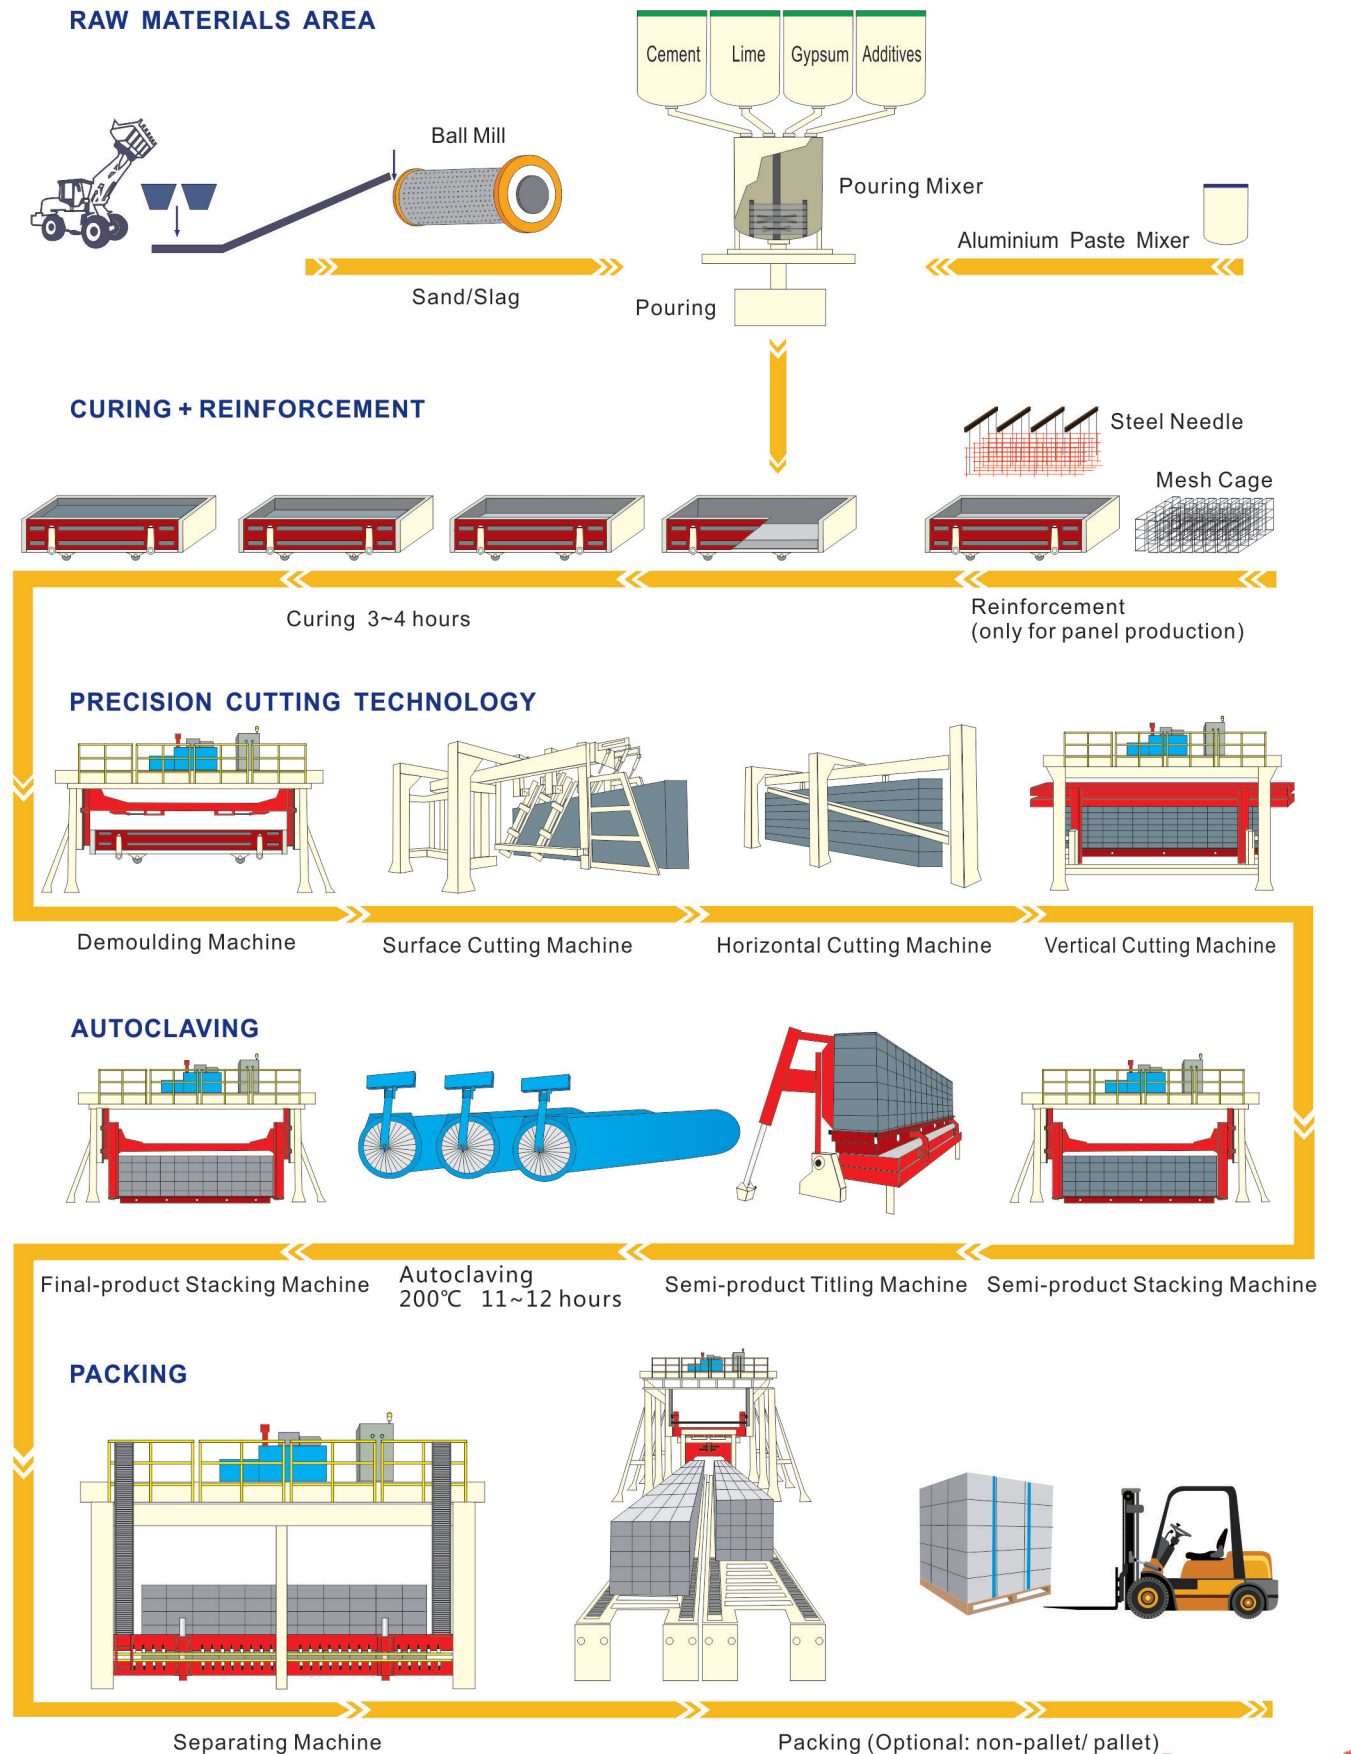 RAW MATERIALS AREA
Cement
Lime
Gypsum
Additives
Ball Mill
Pouring Mixer
Aluminium Paste Mixer
Sand/Slag
Pouring
CURING + REINFORCEMENT
Steel Needle
Mesh Cage
Curing 3~4 hours
Reinforcement
(only for panel production)
PRECISION CUTTING TECHNOLOGY
Demoulding Machine
Surface Cutting Machine
Horizontal Cutting Machine
Vertical Cutting Machine
AUTOCLAVING
Final-product Stacking Machine
Autoclaving
200℃ 11~12 hours
Semi-product Titling Machine
Semi-product Stacking Machine
PACKING
Separating Machine
Packing (Optional: non-pallet/ pallet)